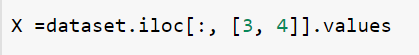 X =dataset.iloc[:, [3, 4]].values